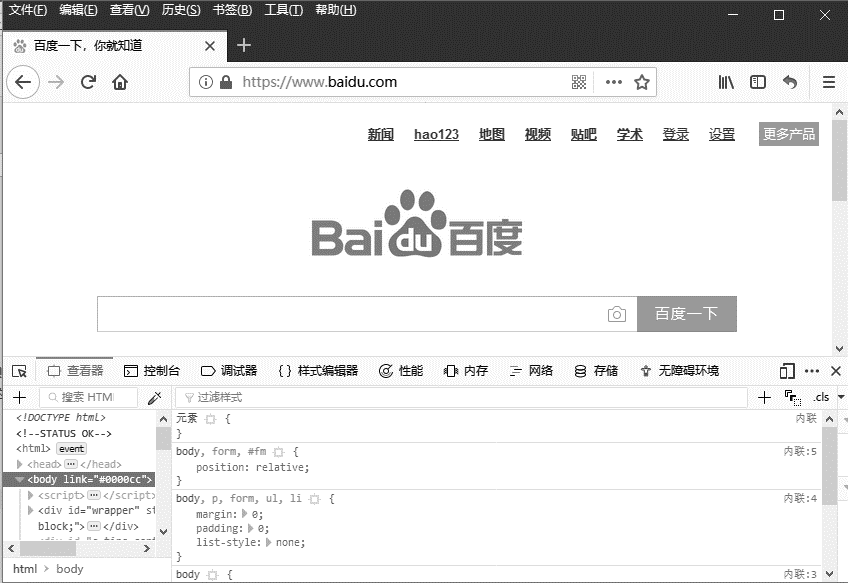 文件(F) 编辑(E) 查看(V) 历史(S) 书签(B) 工具(T) 帮助(H)
百度一下，你就知道
https://www.baidu.com
新闻 hao123 地图 视频 贴吧 学术 登录 设置 更多产品
Bai du 百度
百度一下
查看器 控制台 调试器 {} 样式编辑器 性能 内存 网络 存储 无障碍环境
搜索 HTML 过滤样式 .cls
<!DOCTYPE html>
<!--STATUS OK-->
<html> event
<head> ... </head>
<body link="#0000cc">
<script> ... </script>
<div id="wrapper" st
block;"> ... </div>
html > body
元素 { 内联
}
body, form, #fm { 内联:5
position: relative;
}
body, p, form, ul, li { 内联:4
margin: 0;
padding: 0;
list-style: none;
}
body { 内联:3